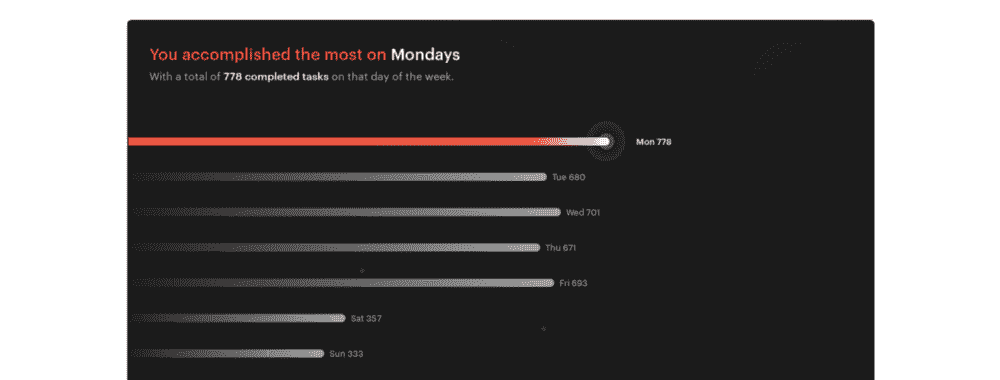 You accomplished the most on Mondays
With a total of 778 completed tasks on that day of the week.
Mon 778
Tue 680
Wed 701
Thu 671
Fri 693
Sat 357
Sun 333